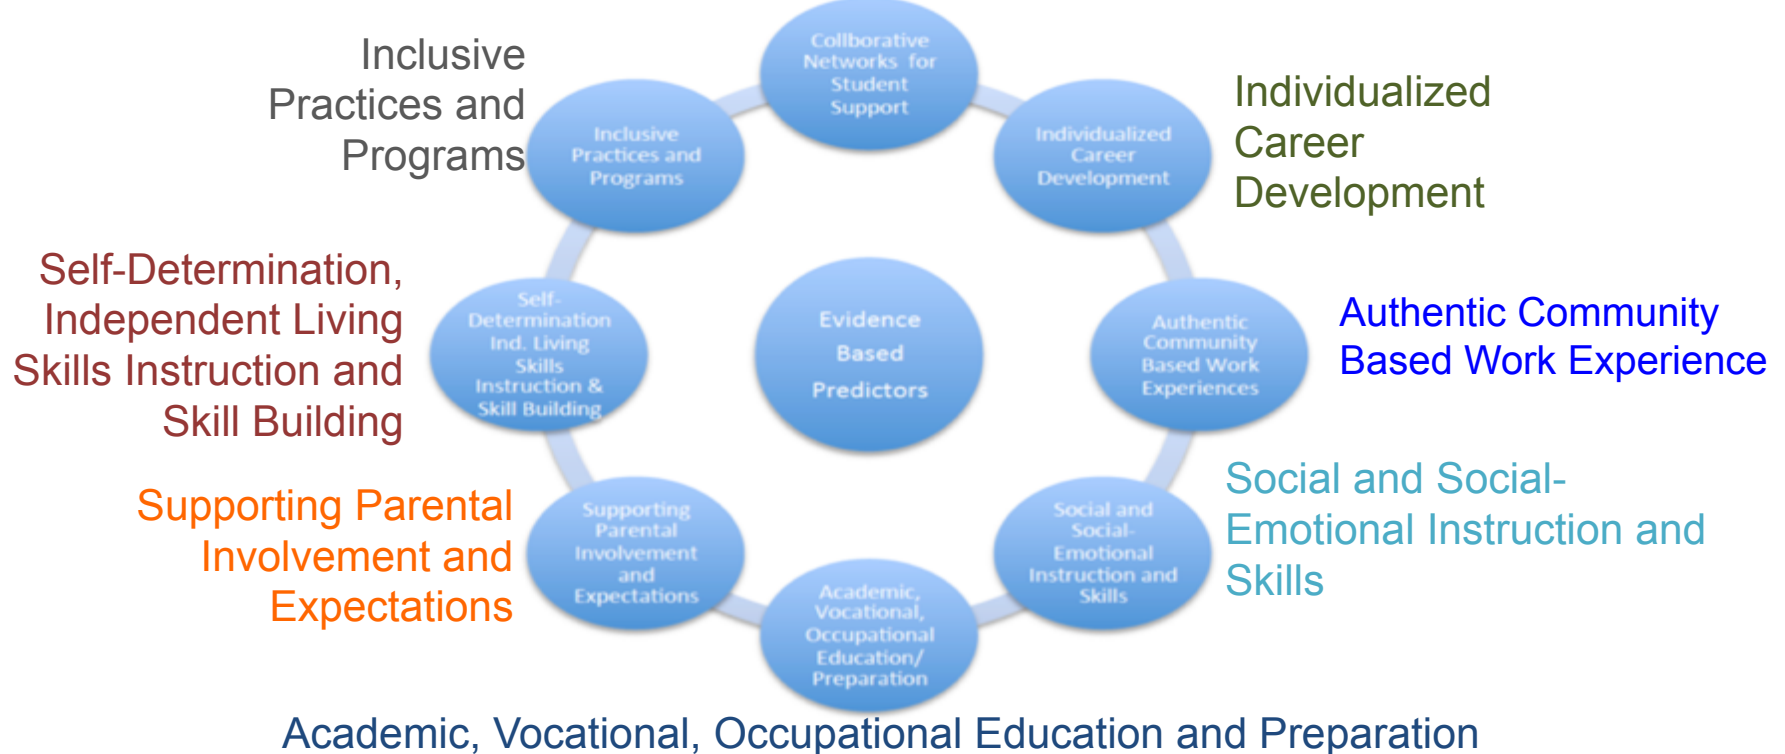 Collborative
Networks for
Student
Support
Inclusive
Practices and
Programs
Inclusive
Practices and
Programs
Individualized
Career
Development
Individualized
Career
Development
Self-Determination,
Independent Living
Skills Instruction and
Skill Building
Self-
Determination
Ind. Living
Skills
Instruction &
Skill Building
Evidence
Based
Predictors
Authentic
Community
Based Work
Experiences
Authentic Community
Based Work Experience
Supporting Parental
Involvement and
Expectations
Supporting
Parental
Involvement
and
Expectations
Social and
Social-
Emotional
Instruction and
Skills
Social and Social-
Emotional Instruction and
Skills
Academic,
Vocational,
Occupational
Education/
Preparation
Academic, Vocational, Occupational Education and Preparation